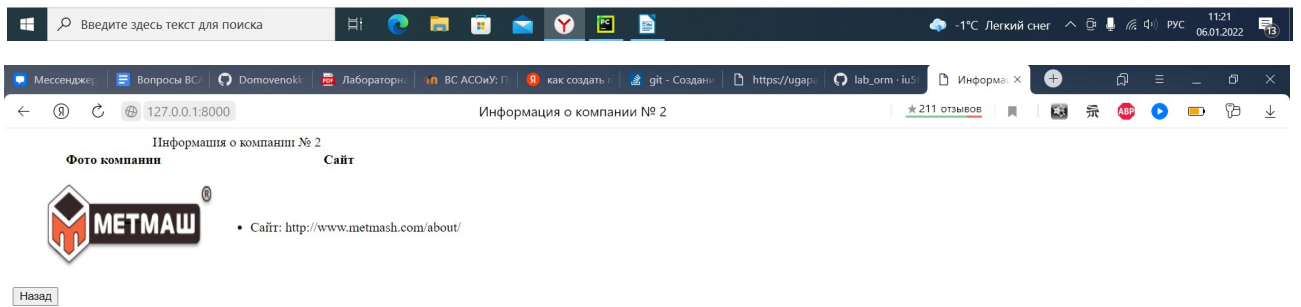 Введите здесь текст для поиска
-1°C Легкий снег
РУС
11:21
06.01.2022
13
Мессенджер
Вопросы ВС
Domovenok
Лабораторн
ВС АСОиУ: П
как создать п
git - Создани
https://ugapa
lab_orm · iu5
Информа
127.0.0.1:8000
Информация о компании № 2
211 отзывов
ABP
Информация о компании № 2
Фото компании
Сайт
МЕТМАШ ®
• Сайт: http://www.metmash.com/about/
Назад